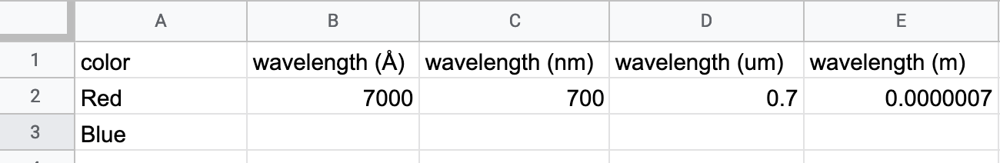 A B C D E
1 color wavelength (Å) wavelength (nm) wavelength (um) wavelength (m)
2 Red 7000 700 0.7 0.0000007
3 Blue